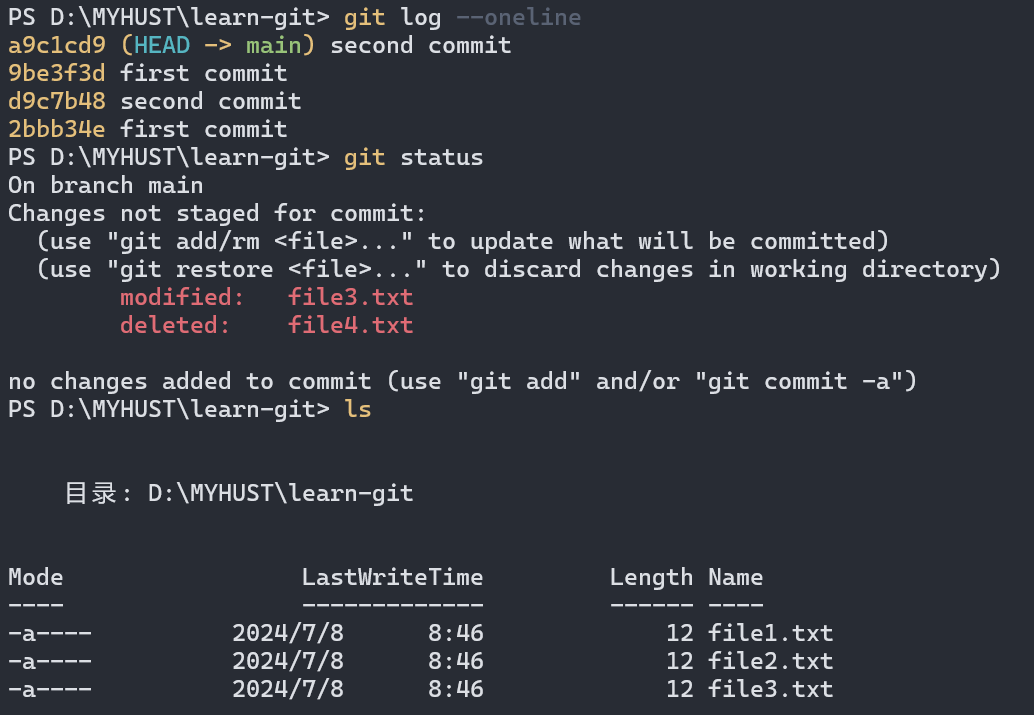 PS D:\MYHUST\learn-git> git log --oneline
a9c1cd9 (HEAD -> main) second commit
9be3f3d first commit
d9c7b48 second commit
2bbb34e first commit
PS D:\MYHUST\learn-git> git status
On branch main
Changes not staged for commit:
  (use "git add/rm <file>..." to update what will be committed)
  (use "git restore <file>..." to discard changes in working directory)
        modified:   file3.txt
        deleted:    file4.txt

no changes added to commit (use "git add" and/or "git commit -a")
PS D:\MYHUST\learn-git> ls

    目录: D:\MYHUST\learn-git

Mode                 LastWriteTime         Length Name
----                 -------------         ------ ----
-a----          2024/7/8      8:46             12 file1.txt
-a----          2024/7/8      8:46             12 file2.txt
-a----          2024/7/8      8:46             12 file3.txt